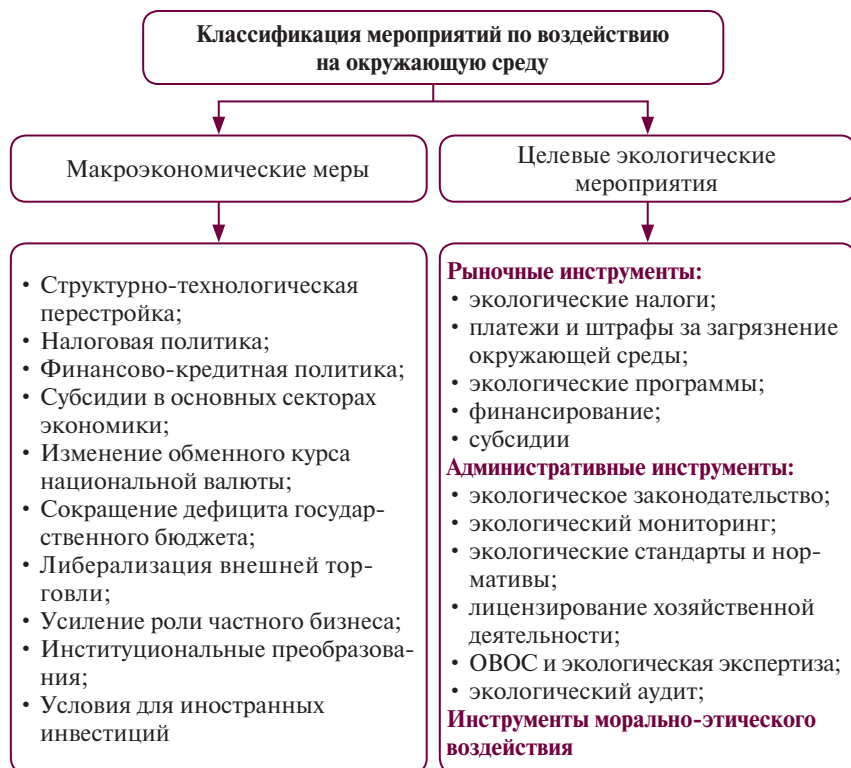 Классификация мероприятий по воздействию
на окружающую среду
Макроэкономические меры
Целевые экологические
мероприятия
• Структурно-технологическая
перестройка;
• Налоговая политика;
• Финансово-кредитная политика;
• Субсидии в основных секторах
экономики;
• Изменение обменного курса
национальной валюты;
• Сокращение дефицита государ-
ственного бюджета;
• Либерализация внешней тор-
говли;
• Усиление роли частного бизнеса;
• Институциональные преобразова-
ния;
• Условия для иностранных
инвестиций
Рыночные инструменты:
• экологические налоги;
• платежи и штрафы за загрязнение
окружающей среды;
• экологические программы;
• финансирование;
• субсидии
Административные инструменты:
• экологическое законодательство;
• экологический мониторинг;
• экологические стандарты и нор-
мативы;
• лицензирование хозяйственной
деятельности;
• ОВОС и экологическая экспертиза;
• экологический аудит;
Инструменты морально-этического
воздействия